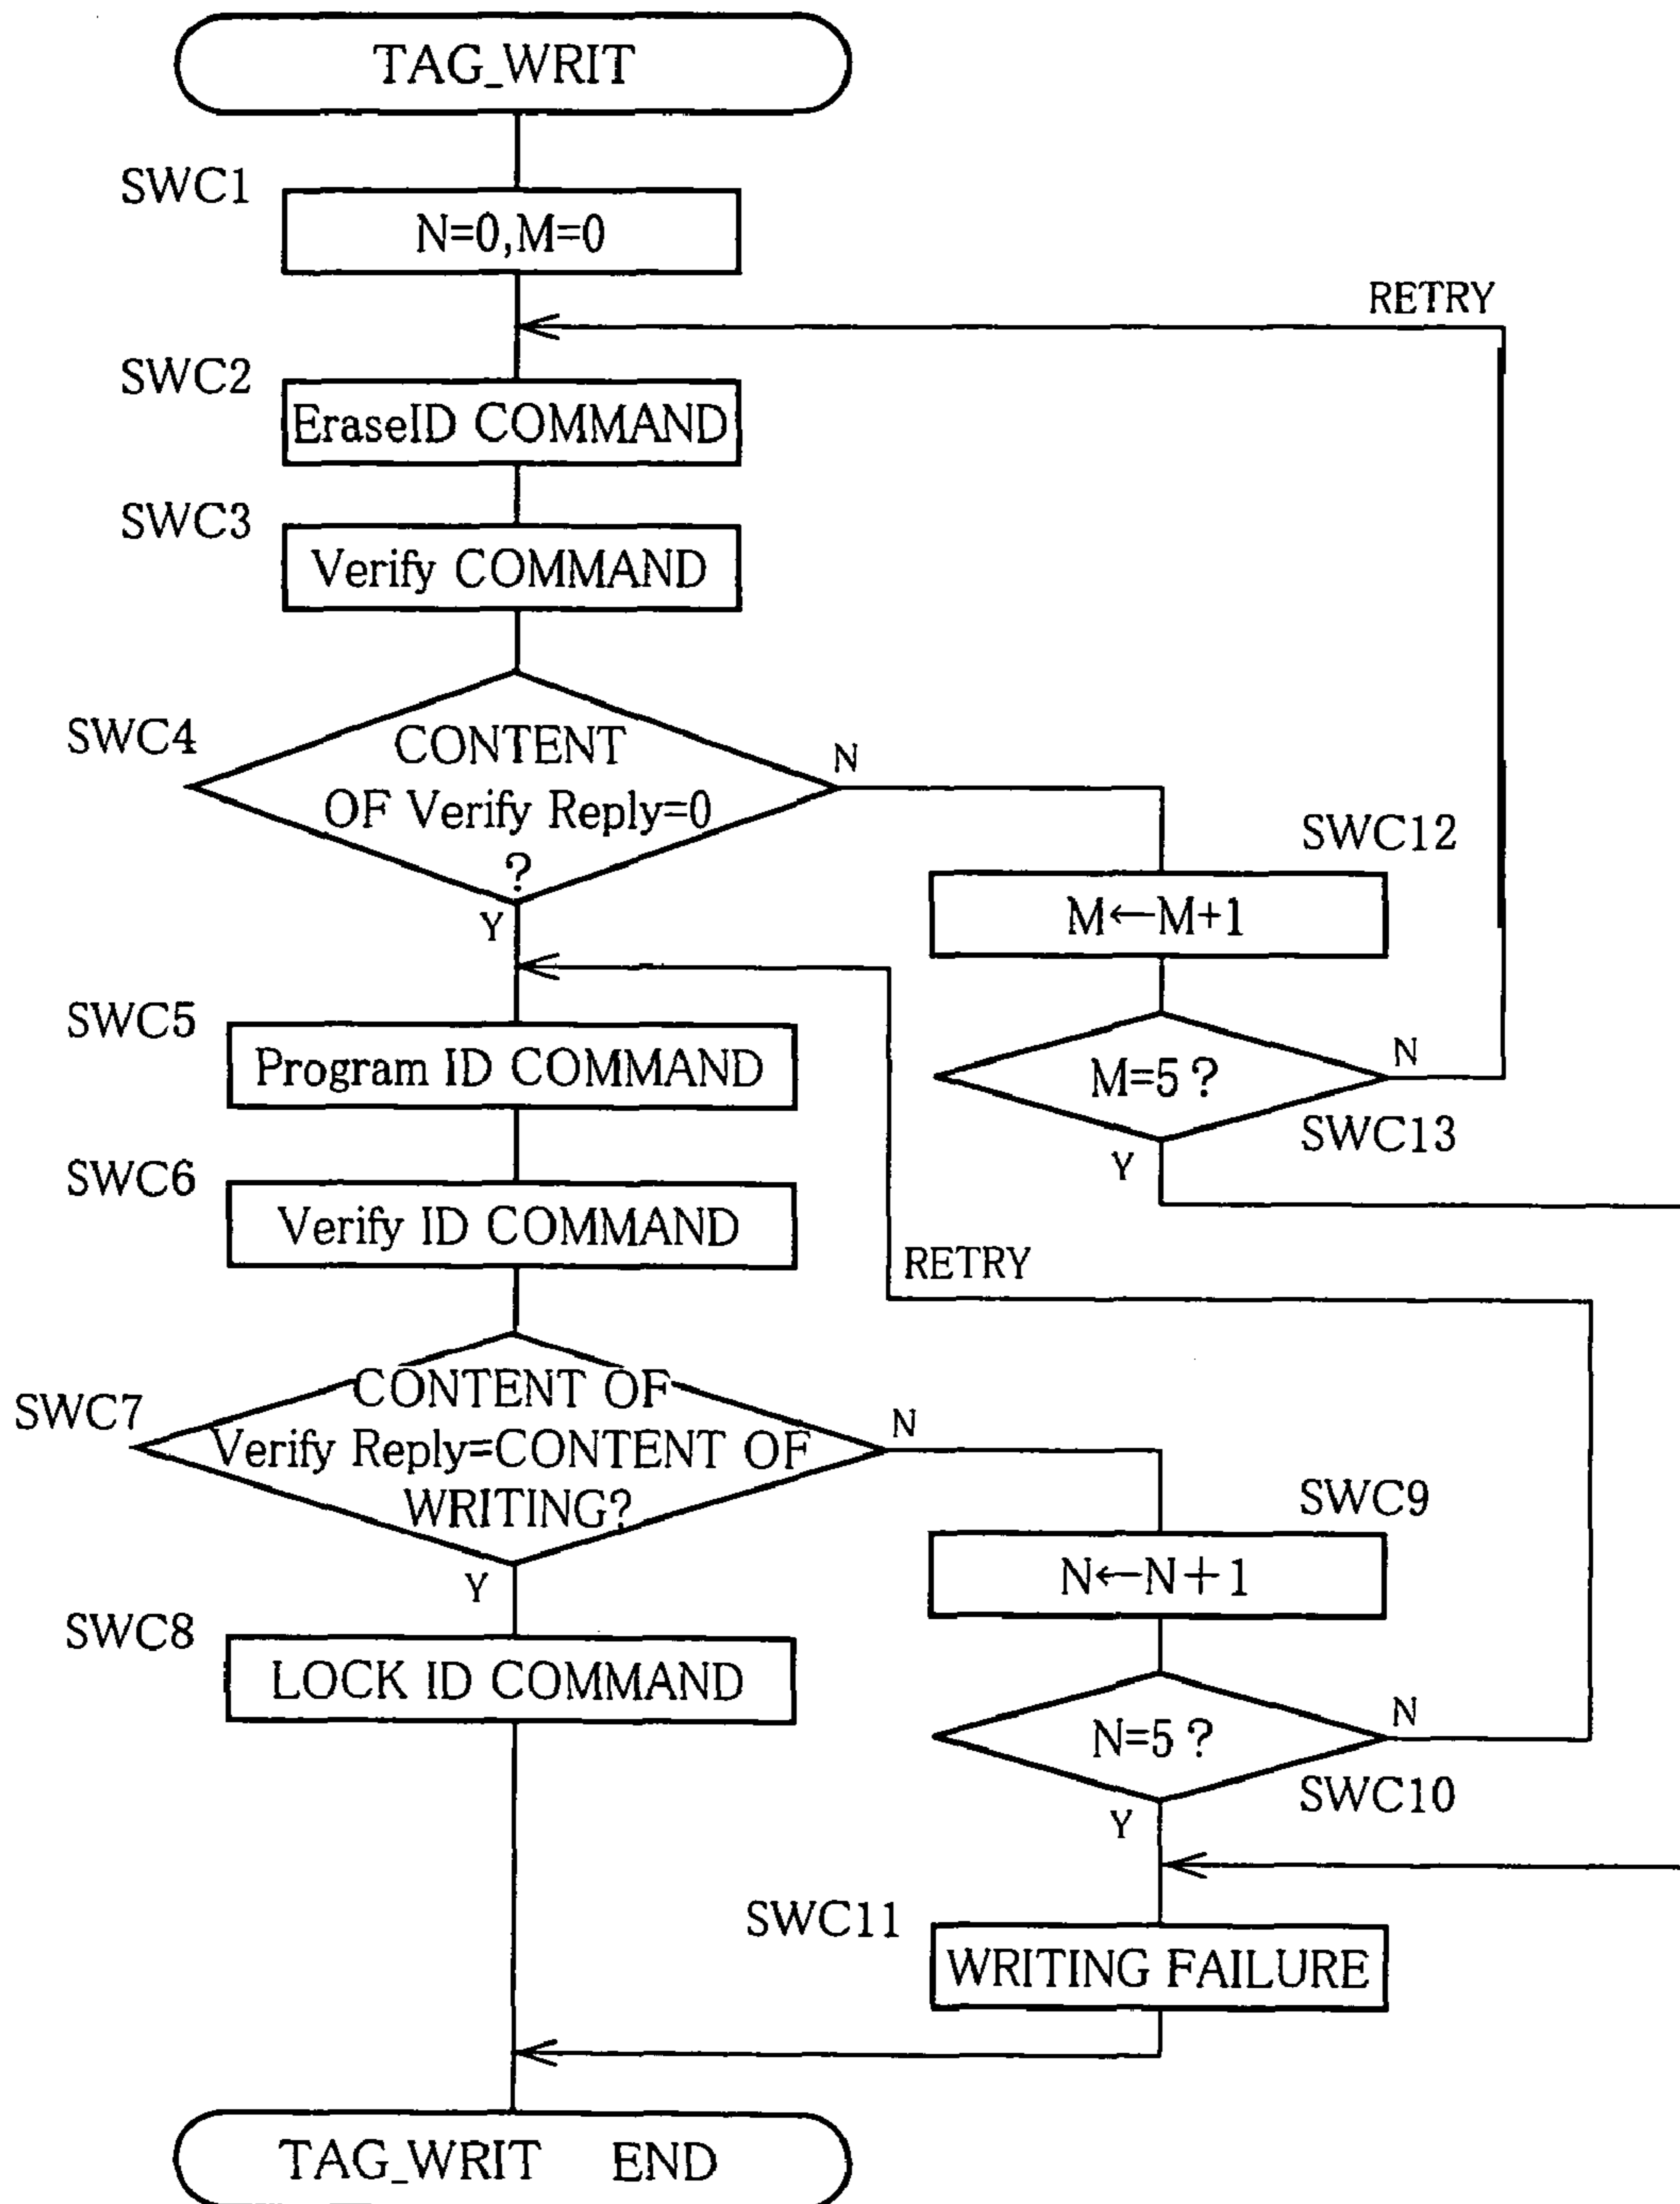 TAG_WRIT
SWC1
N=0,M=0
RETRY
SWC2
EraseID COMMAND
SWC3
Verify COMMAND
SWC4
CONTENT
OF Verify Reply=0
?
N
Y
SWC12
M←M+1
SWC5
Program ID COMMAND
M=5?
N
SWC13
Y
SWC6
Verify ID COMMAND
RETRY
SWC7
CONTENT OF
Verify Reply=CONTENT OF
WRITING?
N
Y
SWC9
N←N+1
SWC8
LOCK ID COMMAND
N=5?
N
SWC10
Y
SWC11
WRITING FAILURE
TAG_WRIT END